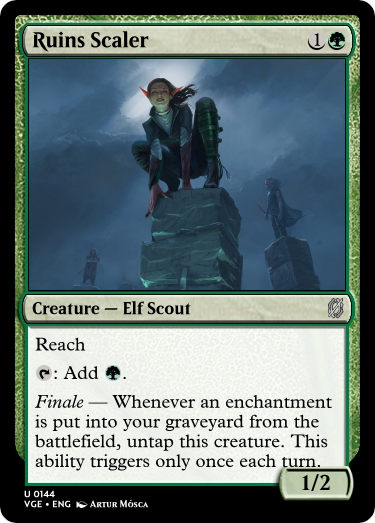 Ruins Scaler 1
Creature — Elf Scout
Reach
: Add .
Finale — Whenever an enchantment
is put into your graveyard from the
battlefield, untap this creature. This
ability triggers only once each turn.
1/2
U 0144
VGE • ENG Artur Mósca